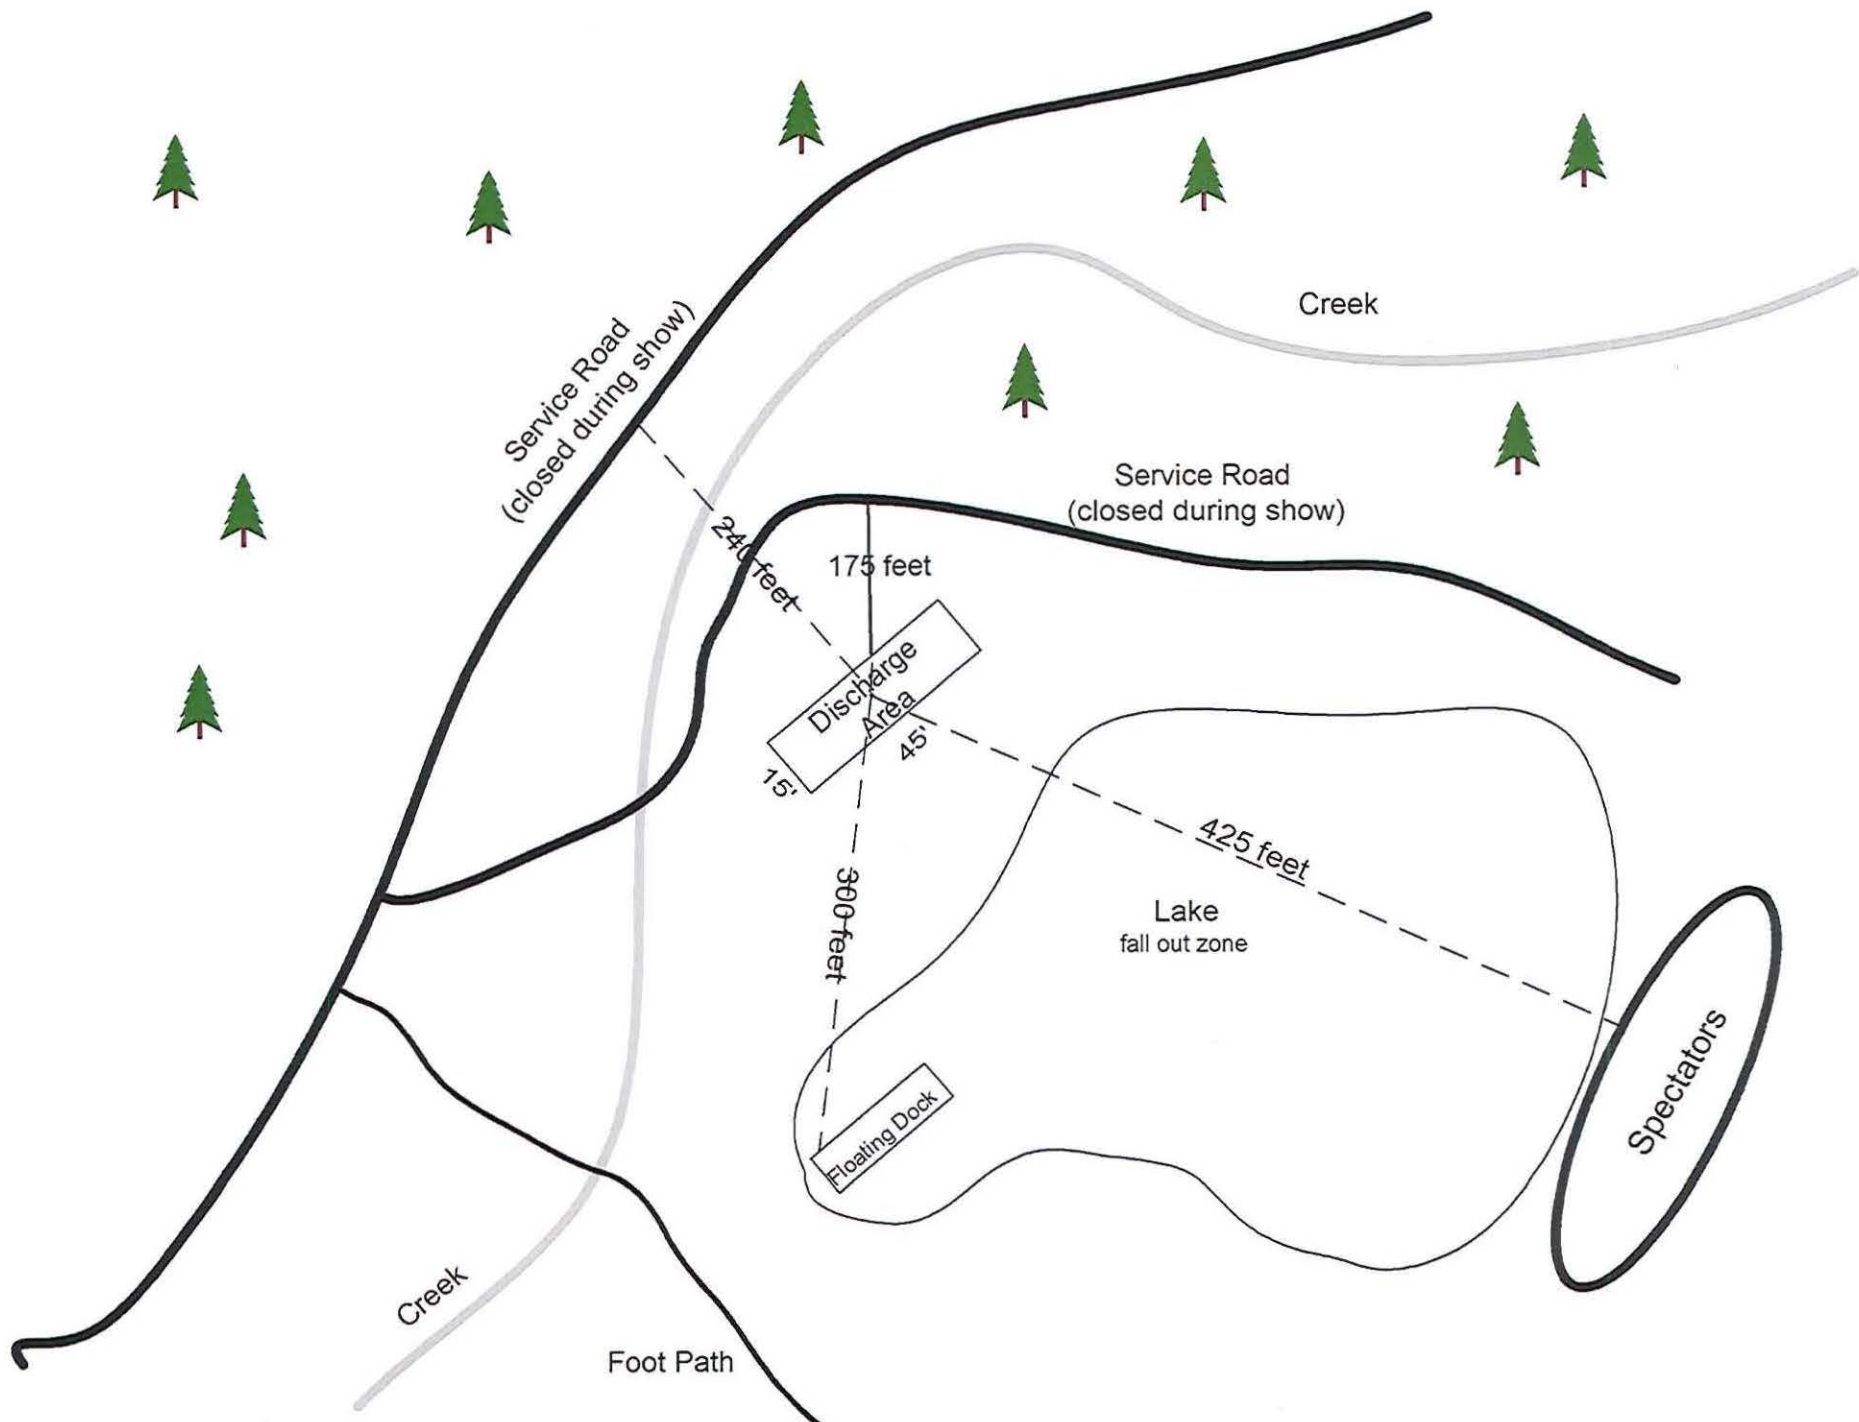 Creek
Service Road
(closed during show)
Service Road
(closed during show)
240 feet
175 feet
Discharge
Area
45'
15'
425 feet
300 feet
Lake
fall out zone
Spectators
Floating Dock
Creek
Foot Path